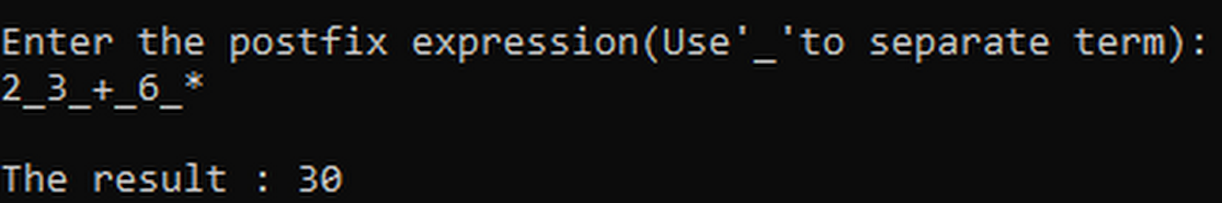 Enter the postfix expression(Use'_'to separate term):
2_3_+_6_*
The result : 30